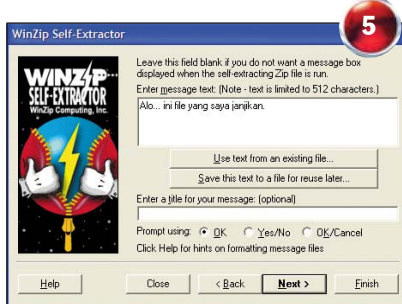 5
WinZip Self-Extractor
WINZIP
SELF-EXTRACTOR
WinZip Computing, Inc.
Leave this field blank if you do not want a message box
displayed when the self-extracting Zip file is run.
Enter message text: (Note - text is limited to 512 characters.)
Alo... ini file yang saya janjikan.
Use text from an existing file...
Save this text to a file for reuse later...
Enter a title for your message: (optional)
Prompt using: OK Yes/No OK/Cancel
Click Help for hints on formatting message files
Help Close < Back Next > Finish